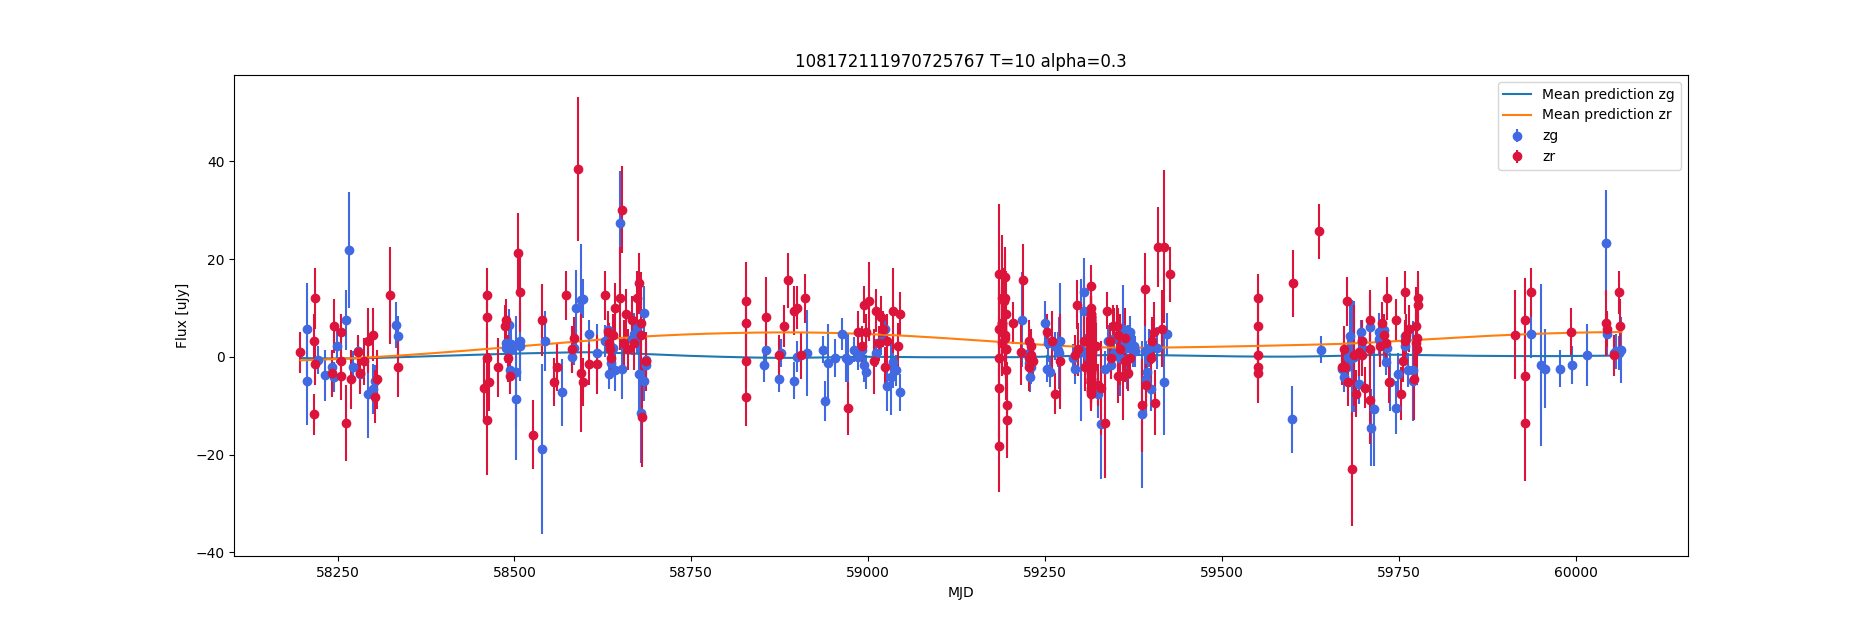 108172111970725767 T=10 alpha=0.3
Mean prediction zg
Mean prediction zr
zg
zr
Flux [uJy]
40
20
0
−20
−40
58250 58500 58750 59000 59250 59500 59750 60000
MJD